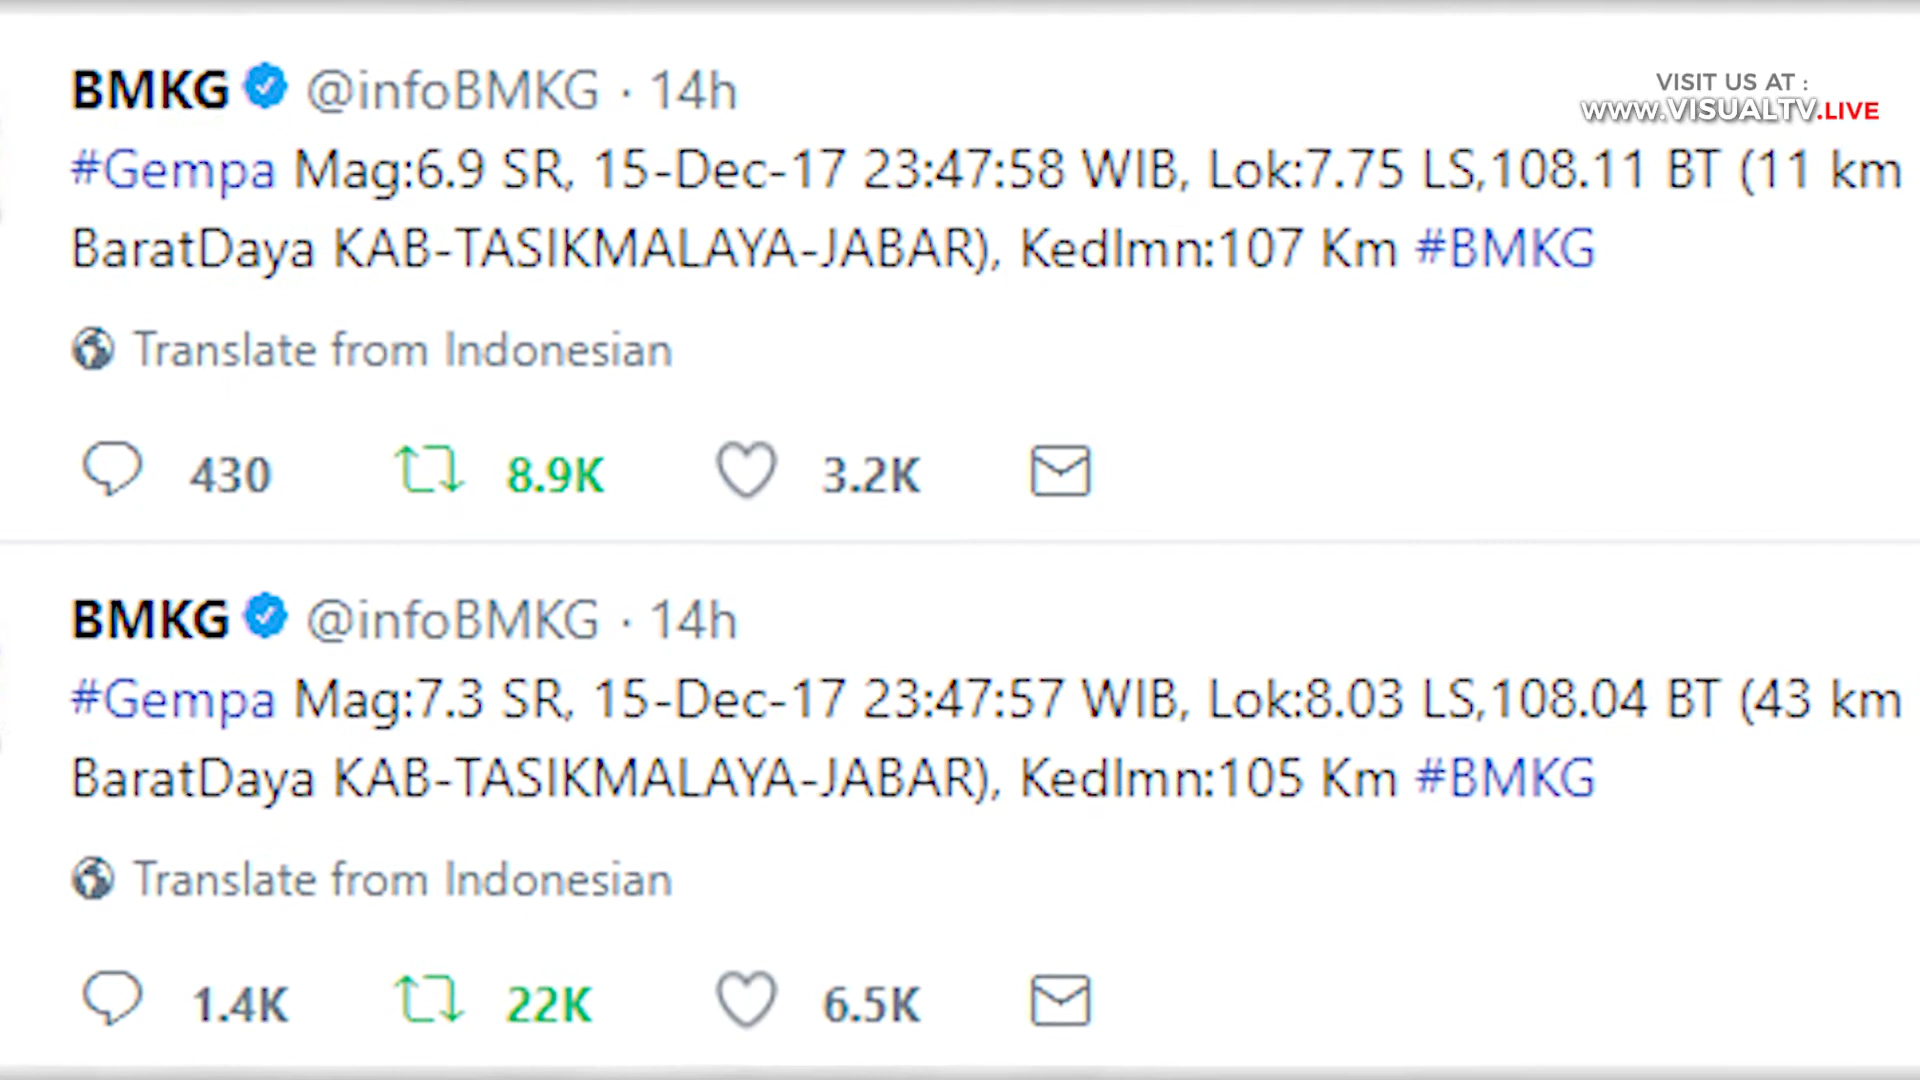 BMKG @infoBMKG · 14h
VISIT US AT :
WWW.VISUALTV.LIVE
#Gempa Mag:6.9 SR, 15-Dec-17 23:47:58 WIB, Lok:7.75 LS,108.11 BT (11 km
BaratDaya KAB-TASIKMALAYA-JABAR), Kedlmn:107 Km #BMKG
Translate from Indonesian
430 8.9K 3.2K
BMKG @infoBMKG · 14h
#Gempa Mag:7.3 SR, 15-Dec-17 23:47:57 WIB, Lok:8.03 LS,108.04 BT (43 km
BaratDaya KAB-TASIKMALAYA-JABAR), Kedlmn:105 Km #BMKG
Translate from Indonesian
1.4K 22K 6.5K